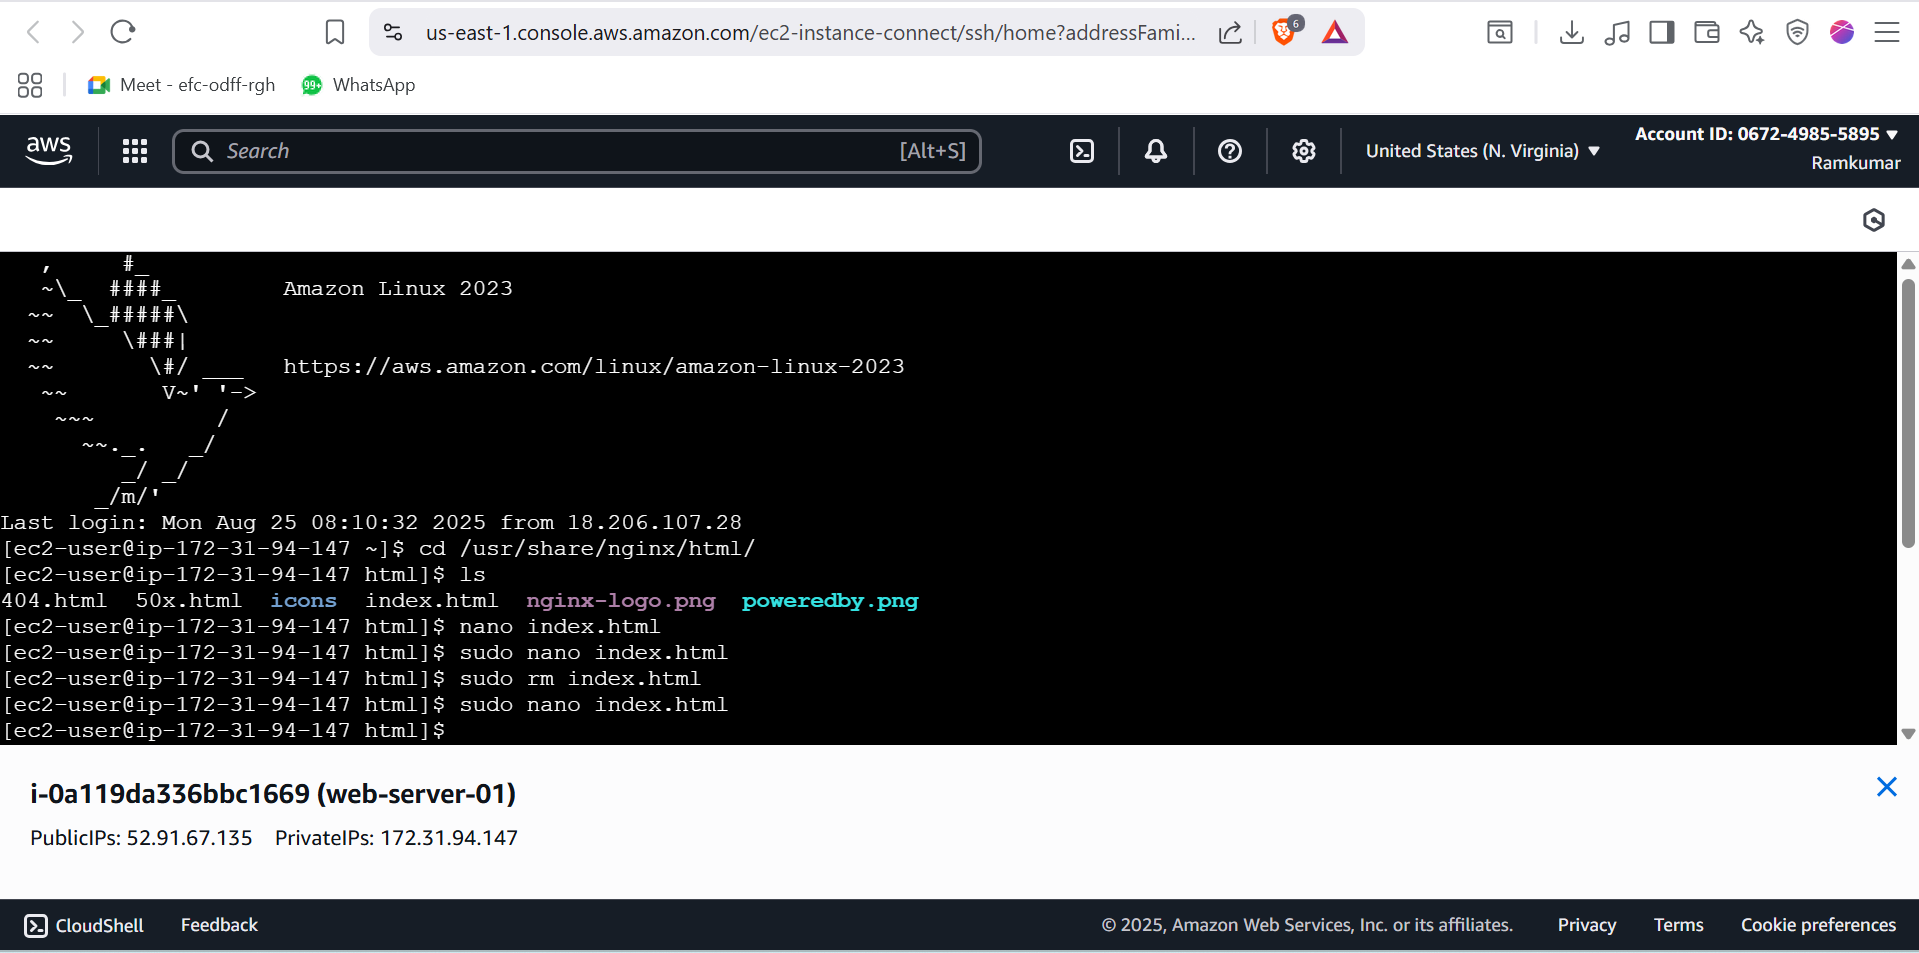 us-east-1.console.aws.amazon.com/ec2-instance-connect/ssh/home?addressFami...
6
Meet - efc-odff-rgh
99+
WhatsApp
aws
Search
[Alt+S]
United States (N. Virginia)
Account ID: 0672-4985-5895
Ramkumar
   ,     #_
   ~\_  ####_        Amazon Linux 2023
  ~~  \_#####\
  ~~     \###|
  ~~       \#/ ___   https://aws.amazon.com/linux/amazon-linux-2023
   ~~       V~' '->
    ~~~         /
      ~~._.   _/
         _/ _/
       _/m/'
Last login: Mon Aug 25 08:10:32 2025 from 18.206.107.28
[ec2-user@ip-172-31-94-147 ~]$ cd /usr/share/nginx/html/
[ec2-user@ip-172-31-94-147 html]$ ls
404.html  50x.html  icons  index.html  nginx-logo.png  poweredby.png
[ec2-user@ip-172-31-94-147 html]$ nano index.html
[ec2-user@ip-172-31-94-147 html]$ sudo nano index.html
[ec2-user@ip-172-31-94-147 html]$ sudo rm index.html
[ec2-user@ip-172-31-94-147 html]$ sudo nano index.html
[ec2-user@ip-172-31-94-147 html]$
i-0a119da336bbc1669 (web-server-01)
PublicIPs: 52.91.67.135    PrivateIPs: 172.31.94.147
CloudShell
Feedback
© 2025, Amazon Web Services, Inc. or its affiliates.
Privacy
Terms
Cookie preferences